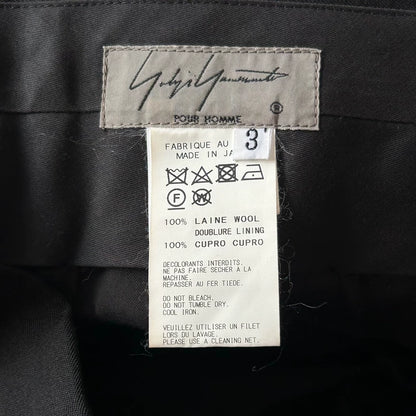 Yohji Yamamoto
®
POUR HOMME
3
FABRIQUE AU
MADE IN JA
F W
100% LAINE WOOL
DOUBLURE LINING
100% CUPRO CUPRO
DECOLORANTS INTERDITS.
NE PAS FAIRE SECHER A LA
MACHINE.
REPASSER AU FER TIEDE.
DO NOT BLEACH.
DO NOT TUMBLE DRY.
COOL IRON.
VEUILLEZ UTILISER UN FILET
LORS DU LAVAGE.
PLEASE USE A CLEANING NET.